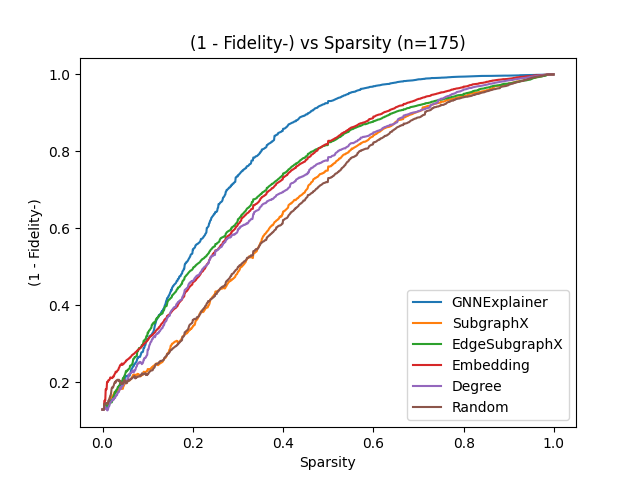 (1 - Fidelity-) vs Sparsity (n=175)
1.0
0.8
0.6
0.4
0.2
(1 - Fidelity-)
GNNExplainer
SubgraphX
EdgeSubgraphX
Embedding
Degree
Random
0.0 0.2 0.4 0.6 0.8 1.0
Sparsity